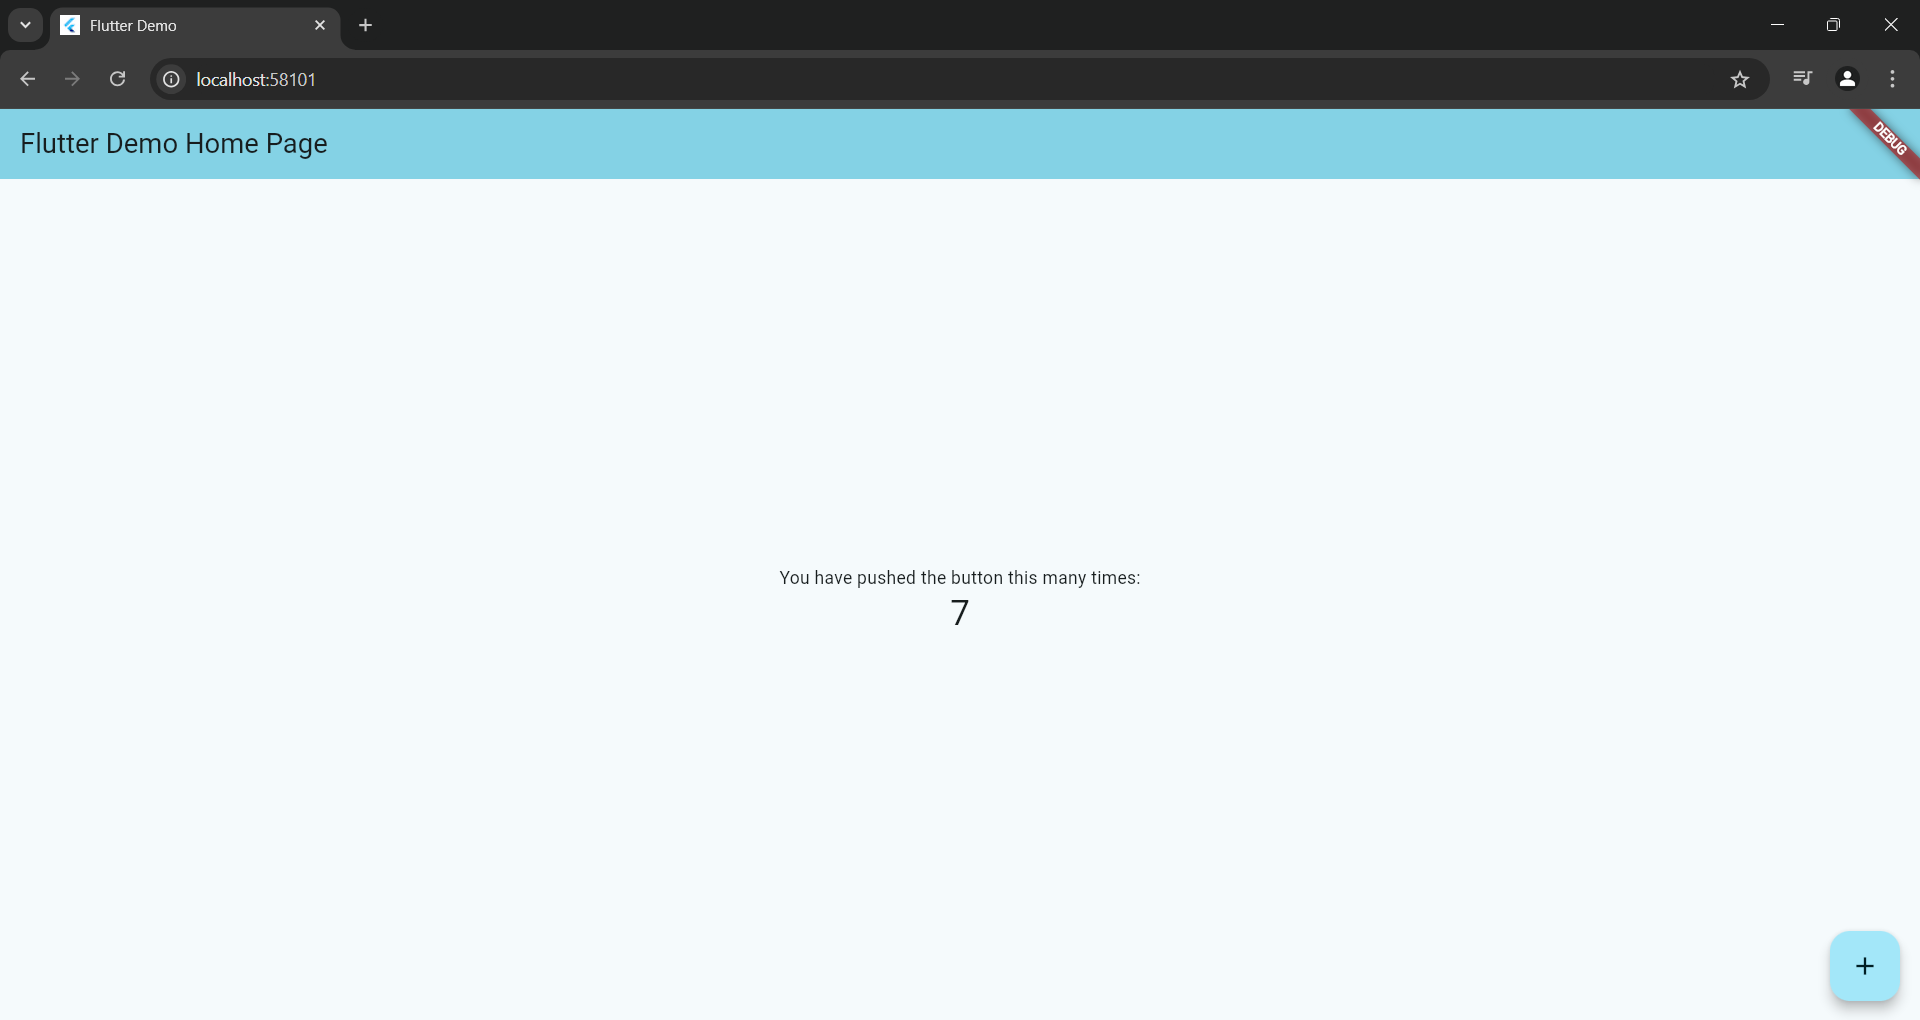 Flutter Demo
localhost:58101
Flutter Demo Home Page
DEBUG
You have pushed the button this many times:
7